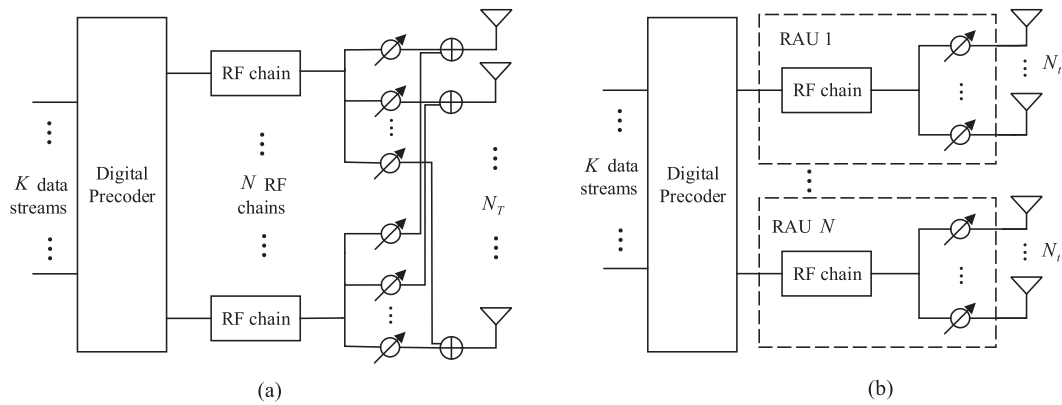 K data
streams
Digital
Precoder
RF chain
N RF
chains
RF chain
N_T
(a)
K data
streams
Digital
Precoder
RAU 1
RF chain
N_t
RAU N
RF chain
N_t
(b)